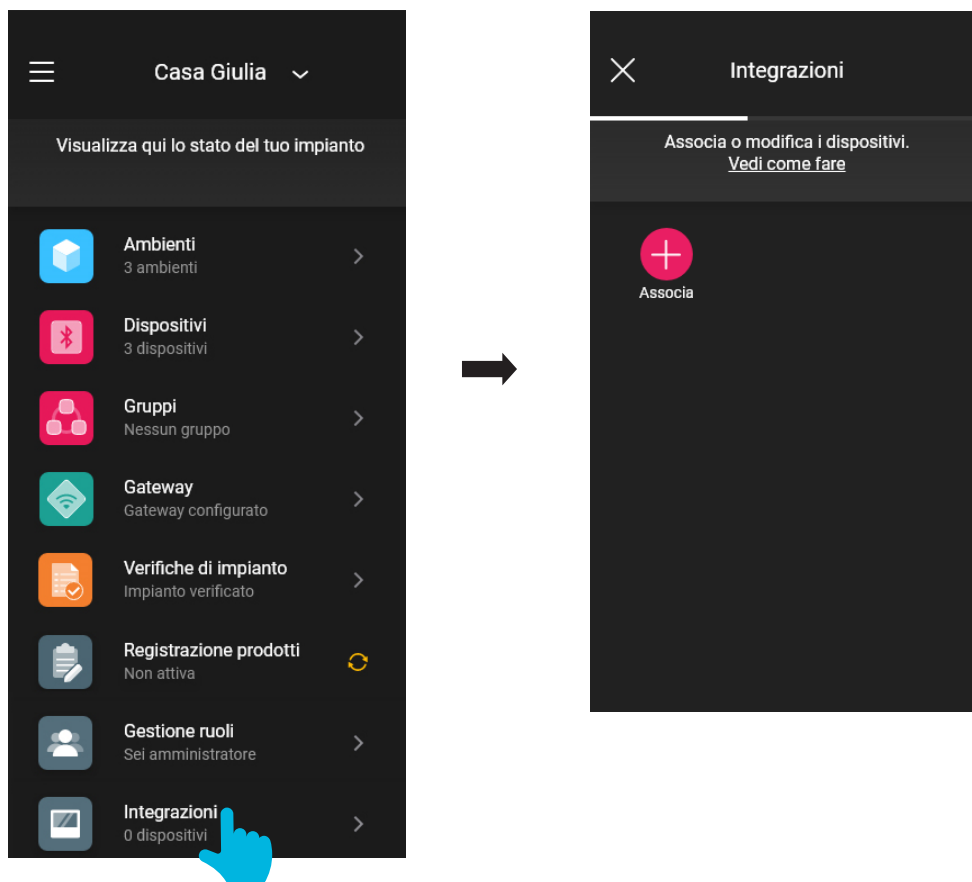 Casa Giulia
Visualizza qui lo stato del tuo impianto
Ambienti
3 ambienti
Dispositivi
3 dispositivi
Gruppi
Nessun gruppo
Gateway
Gateway configurato
Verifiche di impianto
Impianto verificato
Registrazione prodotti
Non attiva
Gestione ruoli
Sei amministratore
Integrazioni
0 dispositivi
Integrazioni
Associa o modifica i dispositivi.
Vedi come fare
Associa